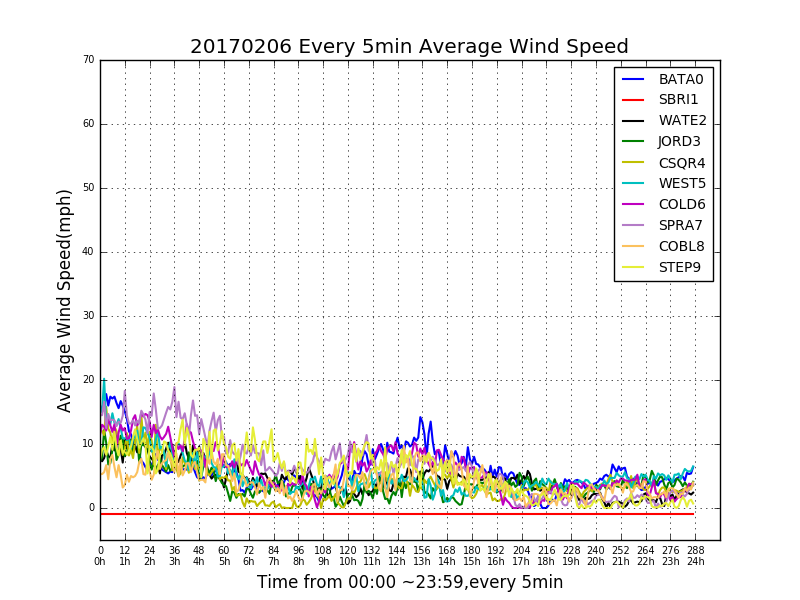 20170206 Every 5min Average Wind Speed
70
60
50
40
30
20
10
0
Average Wind Speed(mph)
BATA0
SBRI1
WATE2
JORD3
CSQR4
WEST5
COLD6
SPRA7
COBL8
STEP9
0 12 24 36 48 60 72 84 96 108 120 132 144 156 168 180 192 204 216 228 240 252 264 276 288
0h 1h 2h 3h 4h 5h 6h 7h 8h 9h 10h 11h 12h 13h 14h 15h 16h 17h 18h 19h 20h 21h 22h 23h 24h
Time from 00:00 ~23:59,every 5min